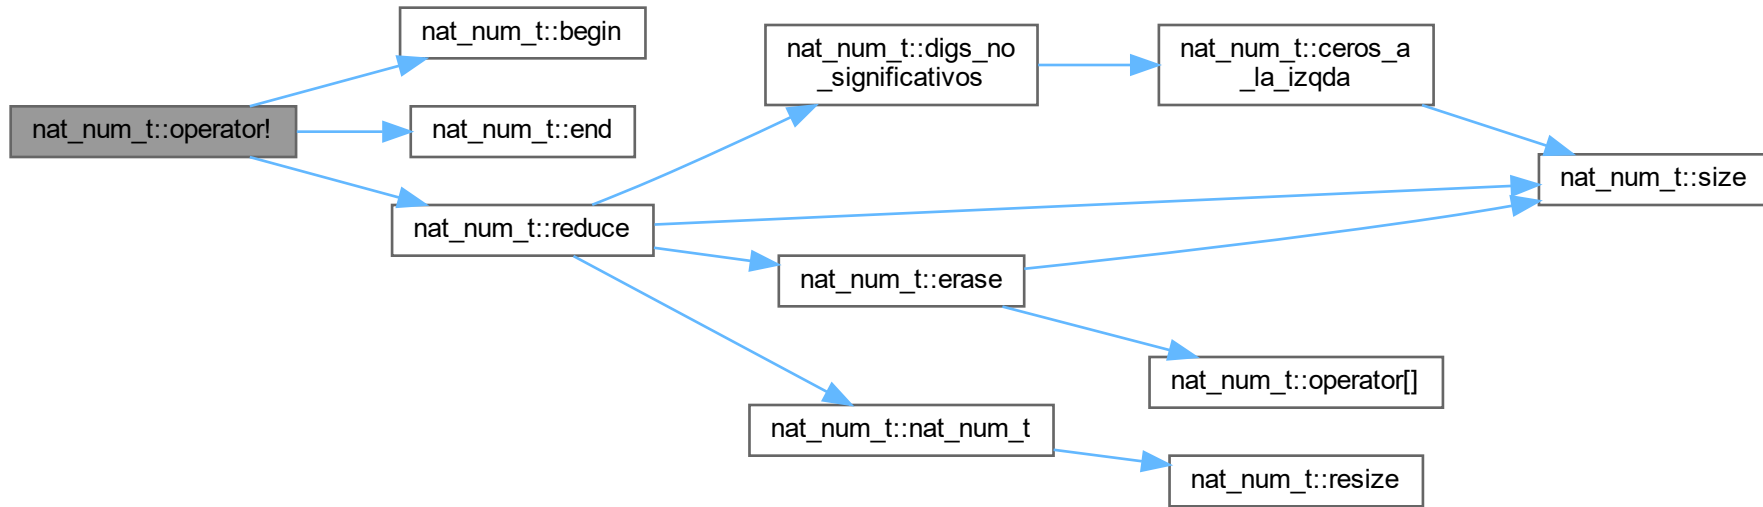 nat_num_t::operator!
nat_num_t::begin
nat_num_t::end
nat_num_t::reduce
nat_num_t::digs_no
_significativos
nat_num_t::erase
nat_num_t::nat_num_t
nat_num_t::ceros_a
_la_izqda
nat_num_t::operator[]
nat_num_t::resize
nat_num_t::size